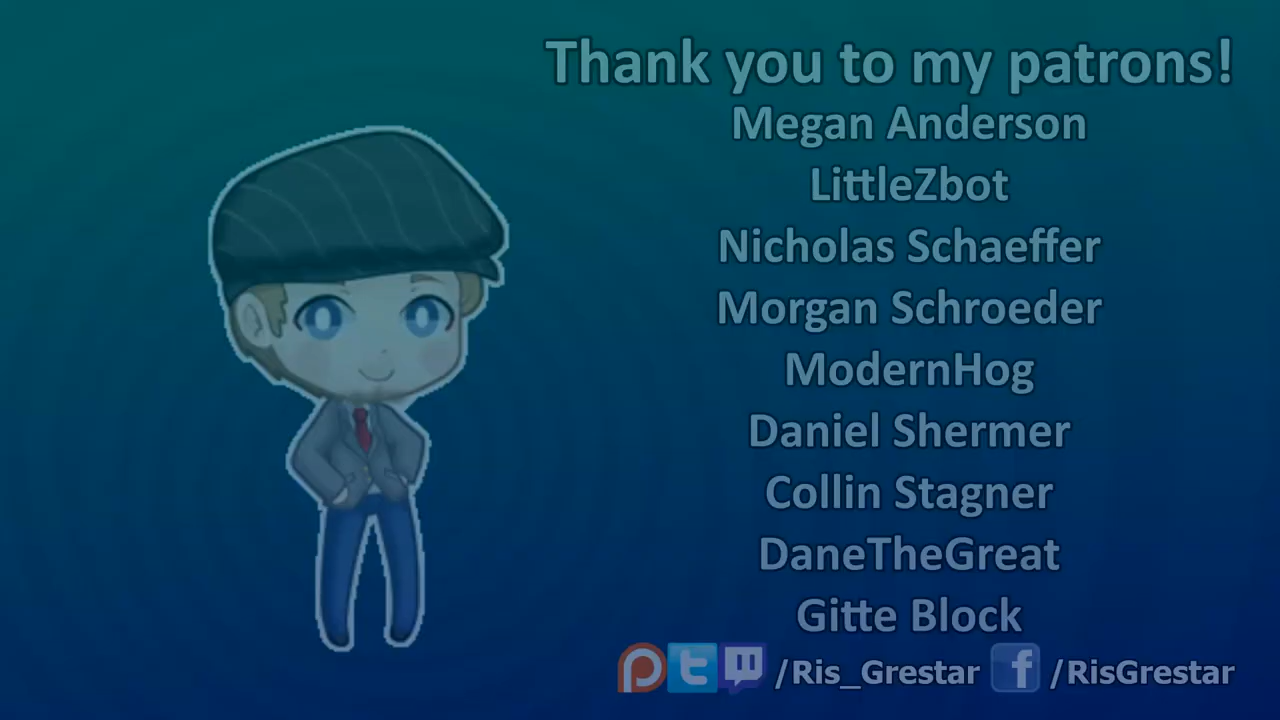 Thank you to my patrons!
Megan Anderson
LittleZbot
Nicholas Schaeffer
Morgan Schroeder
ModernHog
Daniel Shermer
Collin Stagner
DaneTheGreat
Gitte Block
/Ris_Grestar /RisGrestar